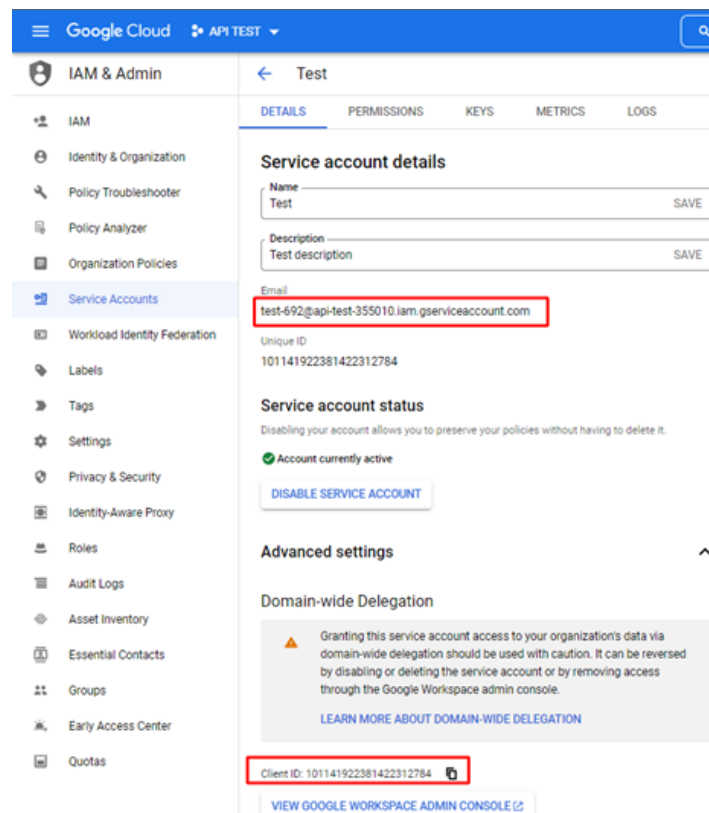 Google Cloud API TEST
IAM & Admin
Test
IAM
Identity & Organization
Policy Troubleshooter
Policy Analyzer
Organization Policies
Service Accounts
Workload Identity Federation
Labels
Tags
Settings
Privacy & Security
Identity-Aware Proxy
Roles
Audit Logs
Asset Inventory
Essential Contacts
Groups
Early Access Center
Quotas
DETAILS PERMISSIONS KEYS METRICS LOGS
Service account details
Name
Test SAVE
Description
Test description SAVE
Email
test-692@api-test-355010.iam.gserviceaccount.com
Unique ID
101141922381422312784
Service account status
Disabling your account allows you to preserve your policies without having to delete it.
Account currently active
DISABLE SERVICE ACCOUNT
Advanced settings
Domain-wide Delegation
Granting this service account access to your organization's data via
domain-wide delegation should be used with caution. It can be reversed
by disabling or deleting the service account or by removing access
through the Google Workspace admin console.
LEARN MORE ABOUT DOMAIN-WIDE DELEGATION
Client ID: 101141922381422312784
VIEW GOOGLE WORKSPACE ADMIN CONSOLE